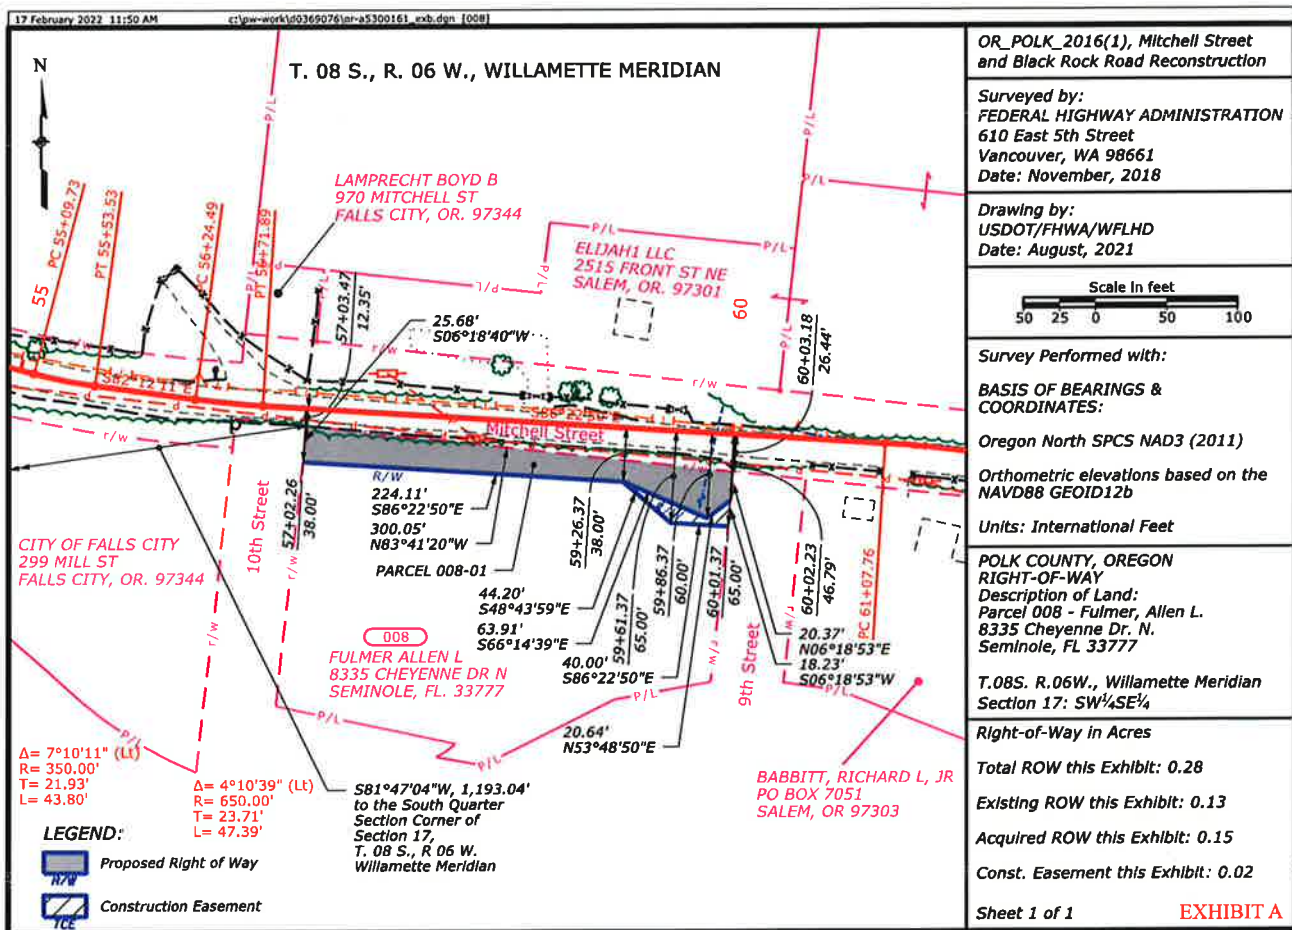 17 February 2022 11:50 AM
c:\pw-work\d0369076\or-a5300161_exb.dgn [008]
T. 08 S., R. 06 W., WILLAMETTE MERIDIAN
N
LAMPRECHT BOYD B
970 MITCHELL ST
FALLS CITY, OR. 97344
ELIJAH1 LLC
2515 FRONT ST NE
SALEM, OR. 97301
55
PC 55+09.73
PT 55+53.53
PC 56+24.49
PT 56+71.89
60
P/L
P/L
P/L
P/L
P/L
P/L
P/L
P/L
P/L
P/L
57+03.47
12.35'
25.68'
S06°18'40"W
60+03.18
26.44'
r/w
r/w
r/w
S82°12'11"E
Mitchell Street
r/w
r/w
R/W
224.11'
S86°22'50"E
300.05'
N83°41'20"W
PARCEL 008-01
57+02.26
38.00'
10th Street
r/w
r/w
59+26.37
38.00'
59+61.37
65.00'
59+86.37
60.00'
60+01.37
65.00'
60+02.23
46.79'
PC 61+07.76
44.20'
S48°43'59"E
63.91'
S66°14'39"E
40.00'
S86°22'50"E
20.64'
N53°48'50"E
20.37'
N06°18'53"E
18.23'
S06°18'53"W
9th Street
r/w
CITY OF FALLS CITY
299 MILL ST
FALLS CITY, OR. 97344
008
FULMER ALLEN L
8335 CHEYENNE DR N
SEMINOLE, FL. 33777
P/L
P/L
P/L
P/L
P/L
BABBITT, RICHARD L, JR
PO BOX 7051
SALEM, OR 97303
Δ= 7°10'11" (Lt)
R= 350.00'
T= 21.93'
L= 43.80'
Δ= 4°10'39" (Lt)
R= 650.00'
T= 23.71'
L= 47.39'
S81°47'04"W, 1,193.04'
to the South Quarter
Section Corner of
Section 17,
T. 08 S., R 06 W.
Willamette Meridian
LEGEND:
R/W
Proposed Right of Way
TCE
Construction Easement
OR_POLK_2016(1), Mitchell Street
and Black Rock Road Reconstruction
Surveyed by:
FEDERAL HIGHWAY ADMINISTRATION
610 East 5th Street
Vancouver, WA 98661
Date: November, 2018
Drawing by:
USDOT/FHWA/WFLHD
Date: August, 2021
Scale in feet
50 25 0 50 100
Survey Performed with:
BASIS OF BEARINGS &
COORDINATES:
Oregon North SPCS NAD3 (2011)
Orthometric elevations based on the
NAVD88 GEOID12b
Units: International Feet
POLK COUNTY, OREGON
RIGHT-OF-WAY
Description of Land:
Parcel 008 - Fulmer, Allen L.
8335 Cheyenne Dr. N.
Seminole, FL 33777
T.08S. R.06W., Willamette Meridian
Section 17: SW¼SE¼
Right-of-Way in Acres
Total ROW this Exhibit: 0.28
Existing ROW this Exhibit: 0.13
Acquired ROW this Exhibit: 0.15
Const. Easement this Exhibit: 0.02
Sheet 1 of 1
EXHIBIT A